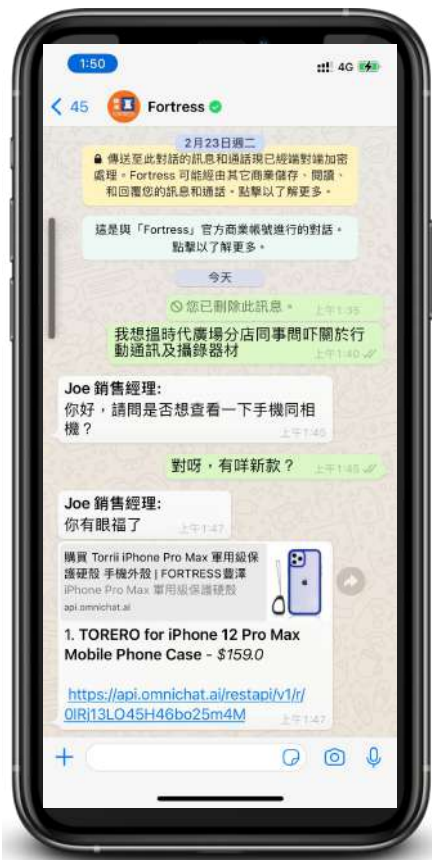 1:50
4G
45
Fortress
2月23日週二
傳送至此對話的訊息和通話現已經端對端加密
處理。Fortress 可能經由其它商業儲存、閱讀、
和回覆您的訊息和通話。點擊以了解更多。
這是與「Fortress」官方商業帳號進行的對話。
點擊以了解更多。
今天
您已刪除此訊息。 上午1:35
我想搵時代廣場分店同事問吓關於行
動通訊及攝錄器材 上午1:40
Joe 銷售經理:
你好，請問是否想查看一下手機同相
機？
上午1:45
對呀，有咩新款？ 上午1:45
Joe 銷售經理:
你有眼福了 上午1:47
購買 Torrii iPhone Pro Max 軍用級保
護硬殼 手機外殼 | FORTRESS豐澤
iPhone Pro Max 軍用級保護硬殼
api.omnichat.ai
1. TORERO for iPhone 12 Pro Max
Mobile Phone Case - $159.0
https://api.omnichat.ai/restapi/v1/r/
0lRj13LO45H46bo25m4M 上午1:47